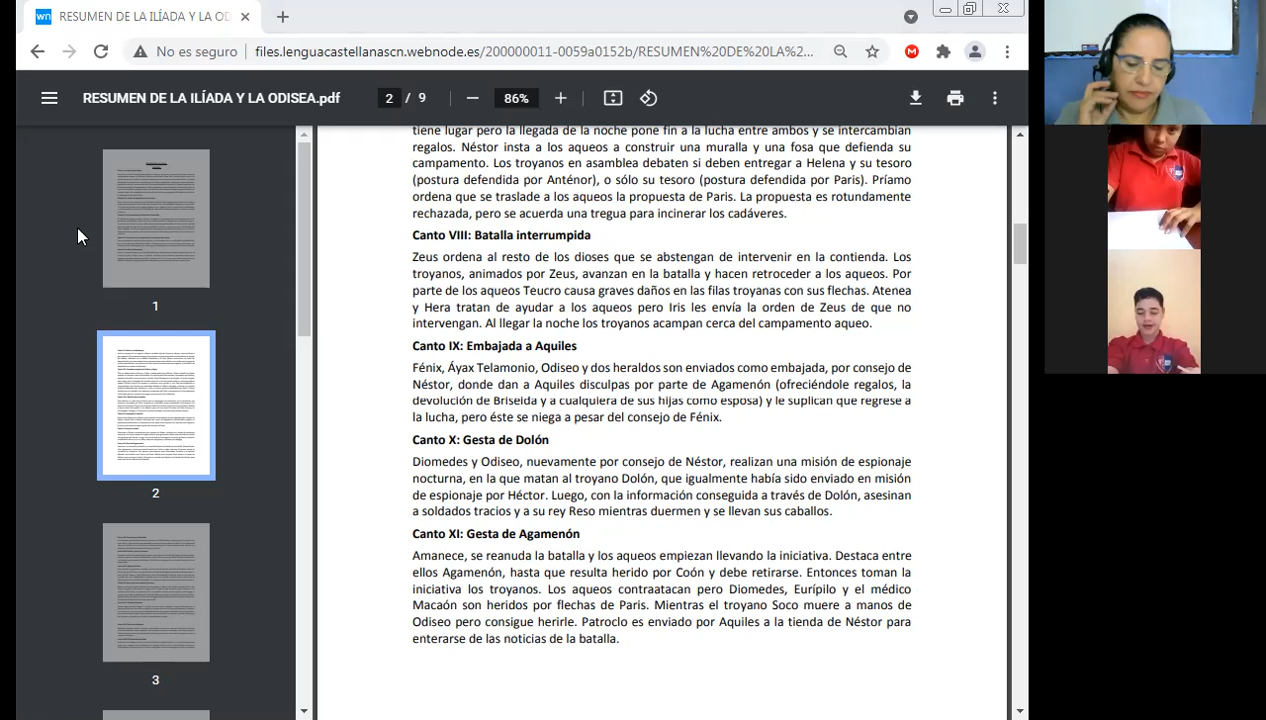 RESUMEN DE LA ILÍADA Y LA OD
No es seguro
files.lenguacastellanascn.webnode.es/200000011-0059a0152b/RESUMEN%20DE%20LA%2...
RESUMEN DE LA ILÍADA Y LA ODISEA.pdf
2 / 9
86%
1
2
3
tiene lugar pero la llegada de la noche pone fin a la lucha entre ambos y se intercambian
regalos. Néstor insta a los aqueos a construir una muralla y una fosa que defienda su
campamento. Los troyanos en asamblea debaten si deben entregar a Helena y su tesoro
(postura defendida por Anténor), o sólo su tesoro (postura defendida por Paris). Príamo
ordena que se traslade a los aqueos la propuesta de Paris. La propuesta es rotundamente
rechazada, pero se acuerda una tregua para incinerar los cadáveres.
Canto VIII: Batalla interrumpida
Zeus ordena al resto de los dioses que se abstengan de intervenir en la contienda. Los
troyanos, animados por Zeus, avanzan en la batalla y hacen retroceder a los aqueos. Por
parte de los aqueos Teucro causa graves daños en las filas troyanas con sus flechas. Atenea
y Hera tratan de ayudar a los aqueos pero Iris les envía la orden de Zeus de que no
intervengan. Al llegar la noche los troyanos acampan cerca del campamento aqueo.
Canto IX: Embajada a Aquiles
Fénix, Áyax Telamonio, Odiseo y dos heraldos son enviados como embajada, por consejo de
Néstor, donde dan a Aquiles disculpas por parte de Agamenón (ofreciéndole regalos, la
devolución de Briseida y a cualquiera de sus hijas como esposa) y le suplican que regrese a
la lucha, pero éste se niega a pesar del consejo de Fénix.
Canto X: Gesta de Dolón
Diomedes y Odiseo, nuevamente por consejo de Néstor, realizan una misión de espionaje
nocturna, en la que matan al troyano Dolón, que igualmente había sido enviado en misión
de espionaje por Héctor. Luego, con la información conseguida a través de Dolón, asesinan
a soldados tracios y a su rey Reso mientras duermen y se llevan sus caballos.
Canto XI: Gesta de Agamenón
Amanece, se reanuda la batalla y los aqueos empiezan llevando la iniciativa. Destaca entre
ellos Agamenón, hasta que resulta herido por Coón y debe retirarse. Entonces toman la
iniciativa los troyanos. Los aqueos contraatacan pero Diomedes, Eurípilo y el médico
Macaón son heridos por flechas de Paris. Mientras el troyano Soco muere a manos de
Odiseo pero consigue herirle. Patroclo es enviado por Aquiles a la tienda de Néstor para
enterarse de las noticias de la batalla.